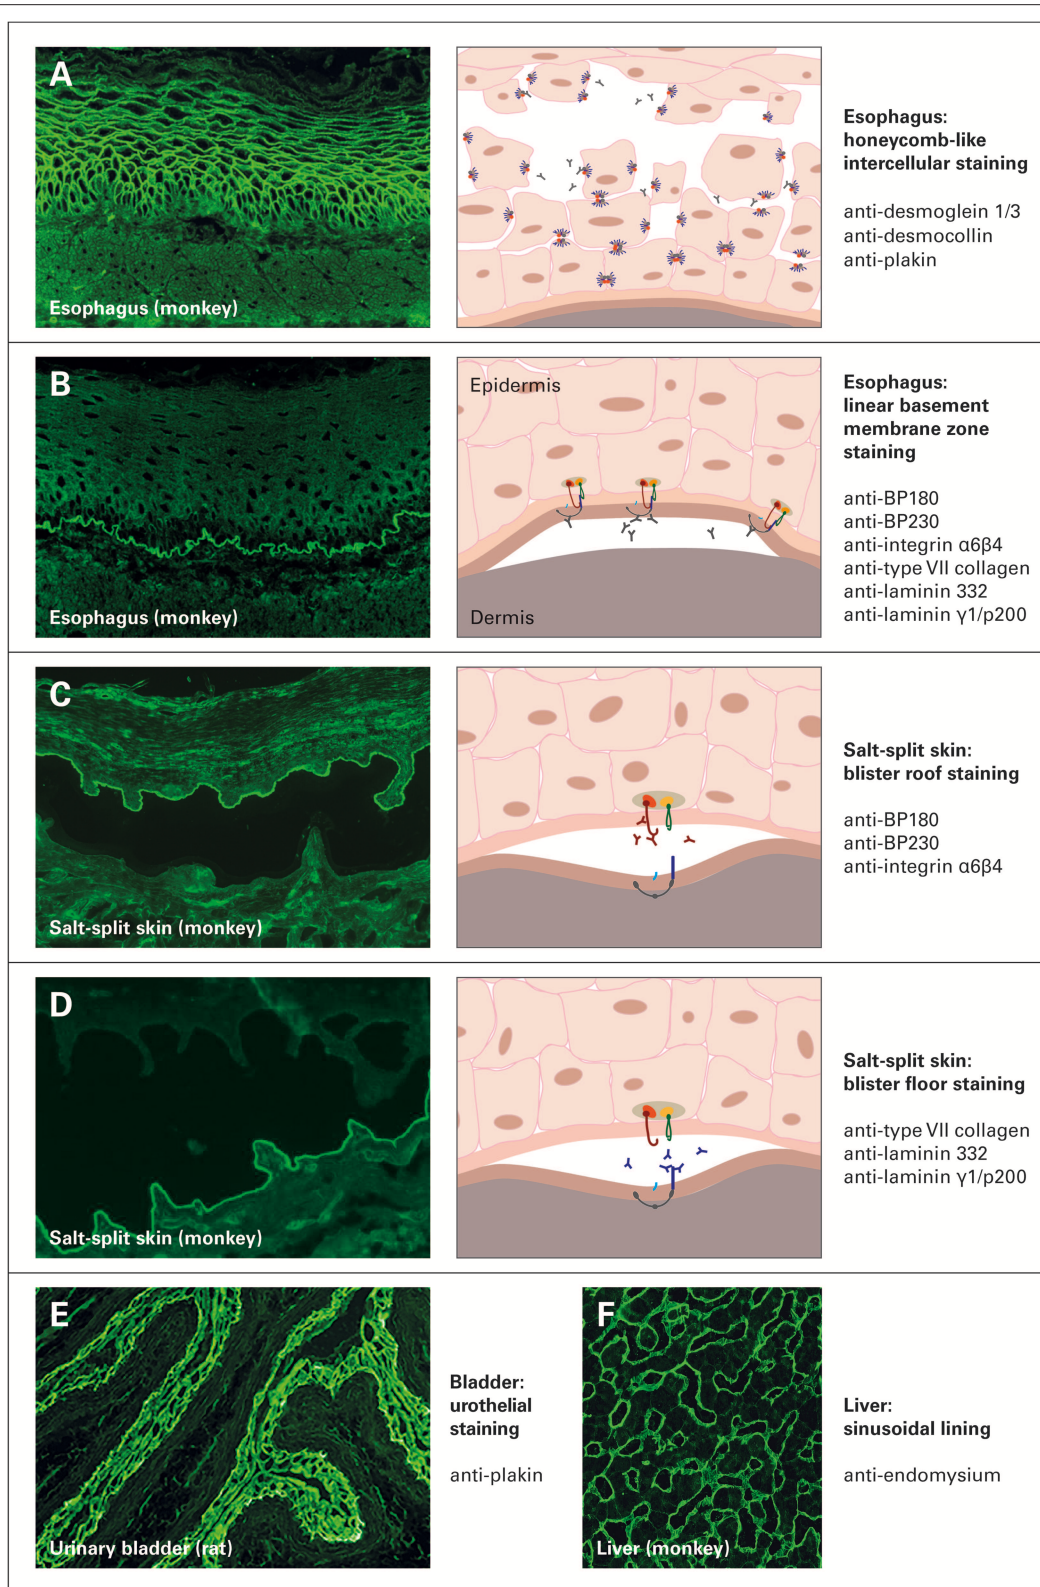 A
Esophagus (monkey)
Esophagus:
honeycomb-like
intercellular staining
anti-desmoglein 1/3
anti-desmocollin
anti-plakin
B
Esophagus (monkey)
Epidermis
Dermis
Esophagus:
linear basement
membrane zone
staining
anti-BP180
anti-BP230
anti-integrin α6β4
anti-type VII collagen
anti-laminin 332
anti-laminin γ1/p200
C
Salt-split skin (monkey)
Salt-split skin:
blister roof staining
anti-BP180
anti-BP230
anti-integrin α6β4
D
Salt-split skin (monkey)
Salt-split skin:
blister floor staining
anti-type VII collagen
anti-laminin 332
anti-laminin γ1/p200
E
Urinary bladder (rat)
Bladder:
urothelial
staining
anti-plakin
F
Liver (monkey)
Liver:
sinusoidal lining
anti-endomysium